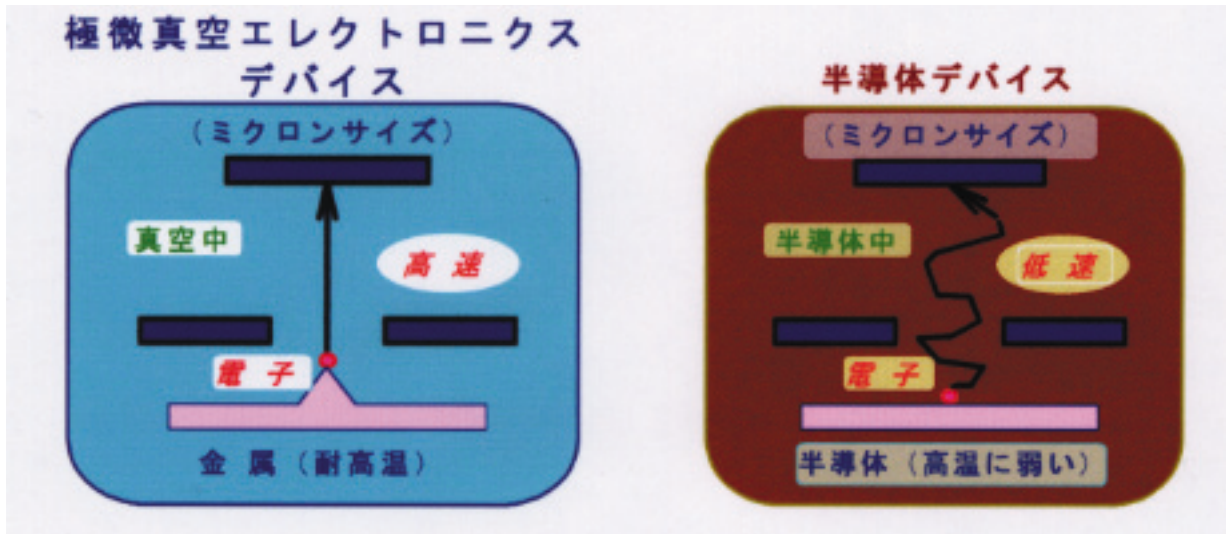 極微真空エレクトロニクス
デバイス
(ミクロンサイズ)
真空中
高速
電子
金属(耐高温)
半導体デバイス
(ミクロンサイズ)
半導体中
低速
電子
半導体(高温に弱い)